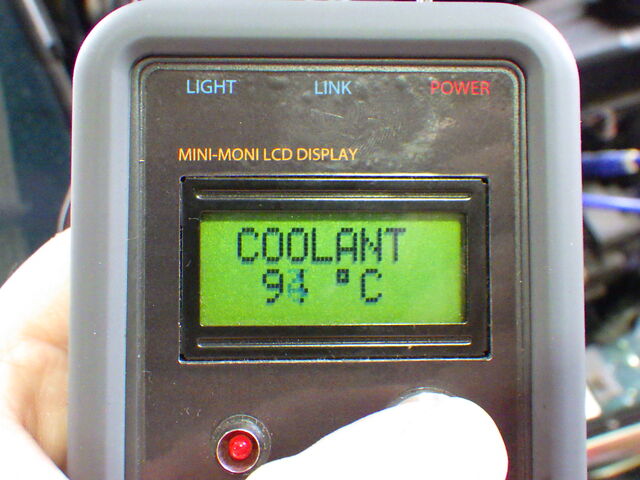 LIGHT LINK POWER
MINI-MONI LCD DISPLAY
COOLANT
°C